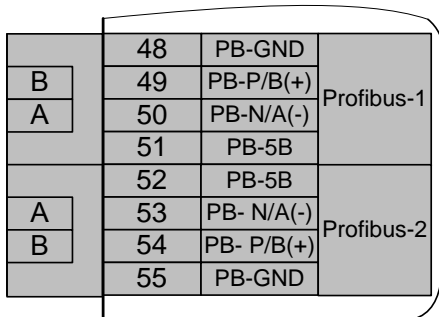 48 PB-GND
B 49 PB-P/B(+)
A 50 PB-N/A(-)
Profibus-1
51 PB-5B
52 PB-5B
A 53 PB- N/A(-)
Profibus-2
B 54 PB- P/B(+)
55 PB-GND